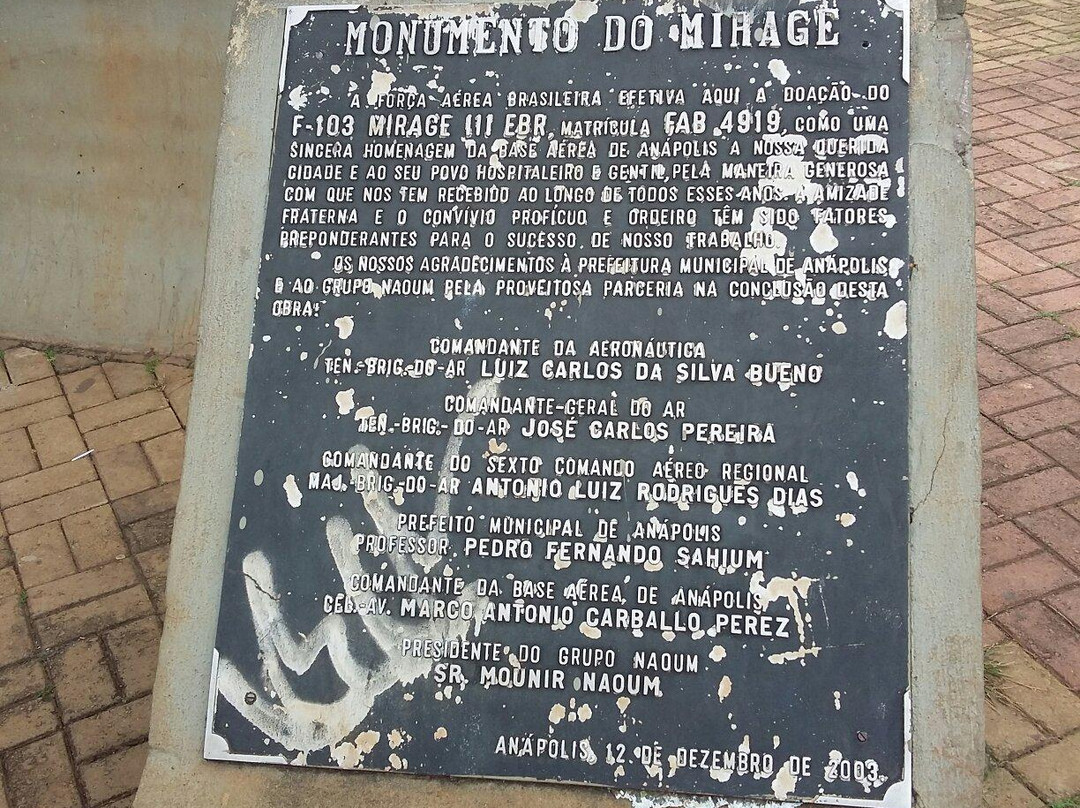 MONUMENTO DO MIRAGE
A FORÇA AÉREA BRASILEIRA EFETIVA AQUI A DOAÇÃO DO
F-103 MIRAGE III EBR, MATRÍCULA FAB 4919, COMO UMA
SINCERA HOMENAGEM DA BASE AÉREA DE ANÁPOLIS A NOSSA QUERIDA
CIDADE E AO SEU POVO HOSPITALEIRO E GENTIL, PELA MANEIRA GENEROSA
COM QUE NOS TEM RECEBIDO AO LONGO DE TODOS ESSES ANOS. A AMIZADE
FRATERNA E O CONVÍVIO PROFÍCUO E ORDEIRO TÊM SIDO FATORES
PREPONDERANTES PARA O SUCESSO DE NOSSO TRABALHO.
OS NOSSOS AGRADECIMENTOS À PREFEITURA MUNICIPAL DE ANÁPOLIS
E AO GRUPO NAOUM PELA PROVEITOSA PARCERIA NA CONCLUSÃO DESTA
OBRA!
COMANDANTE DA AERONÁUTICA
TEN.-BRIG.-DO-AR LUIZ CARLOS DA SILVA BUENO
COMANDANTE-GERAL DO AR
TEN.-BRIG.-DO-AR JOSÉ CARLOS PEREIRA
COMANDANTE DO SEXTO COMANDO AÉREO REGIONAL
MAJ.-BRIG.-DO-AR ANTONIO LUIZ RODRIGUES DIAS
PREFEITO MUNICIPAL DE ANÁPOLIS
PROFESSOR PEDRO FERNANDO SAHIUM
COMANDANTE DA BASE AÉREA DE ANÁPOLIS
CEL.-AV. MARCO ANTONIO CARBALLO PEREZ
PRESIDENTE DO GRUPO NAOUM
SR. MOUNIR NAOUM
ANÁPOLIS, 12 DE DEZEMBRO DE 2003.